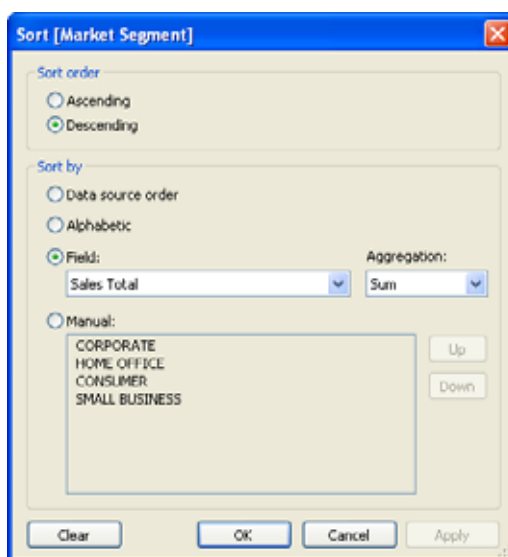 Sort [Market Segment]
Sort order
Ascending
Descending
Sort by
Data source order
Alphabetic
Field:
Aggregation:
Sales Total
Sum
Manual:
CORPORATE
HOME OFFICE
CONSUMER
SMALL BUSINESS
Up
Down
Clear
OK
Cancel
Apply